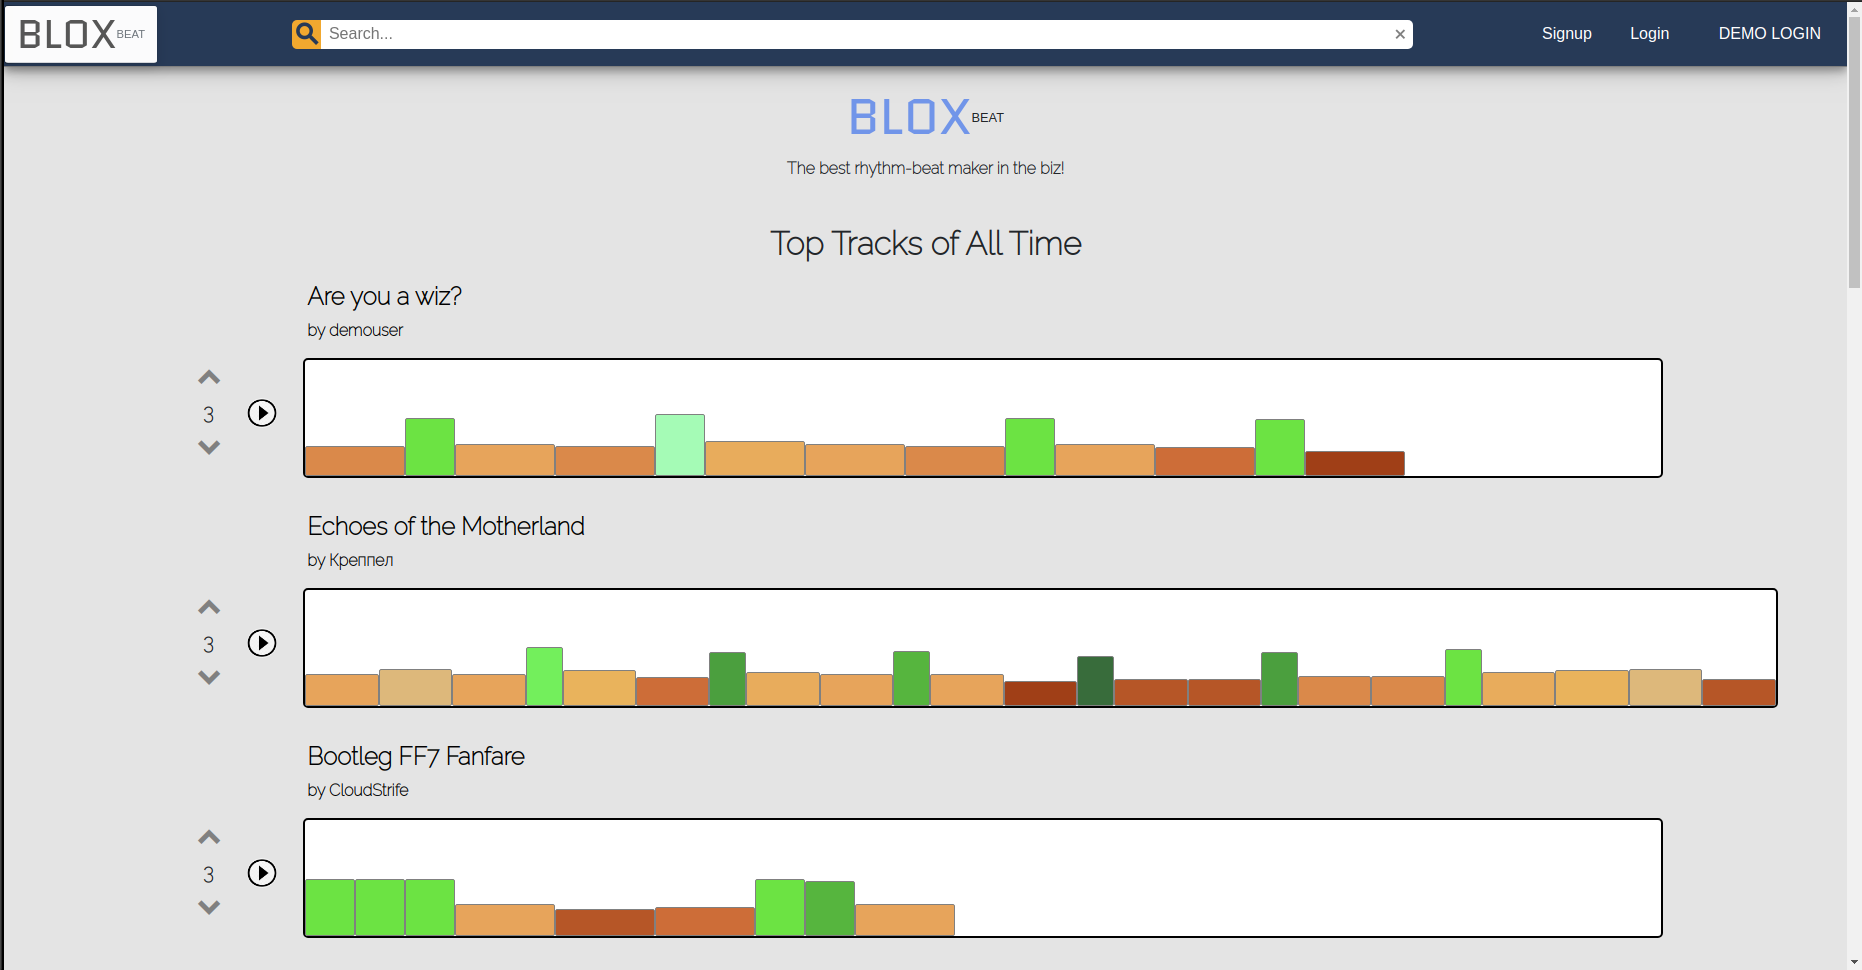 BLOX BEAT
Search...
Signup
Login
DEMO LOGIN
BLOX BEAT
The best rhythm-beat maker in the biz!
Top Tracks of All Time
Are you a wiz?
by demouser
3
Echoes of the Motherland
by Креппел
3
Bootleg FF7 Fanfare
by CloudStrife
3